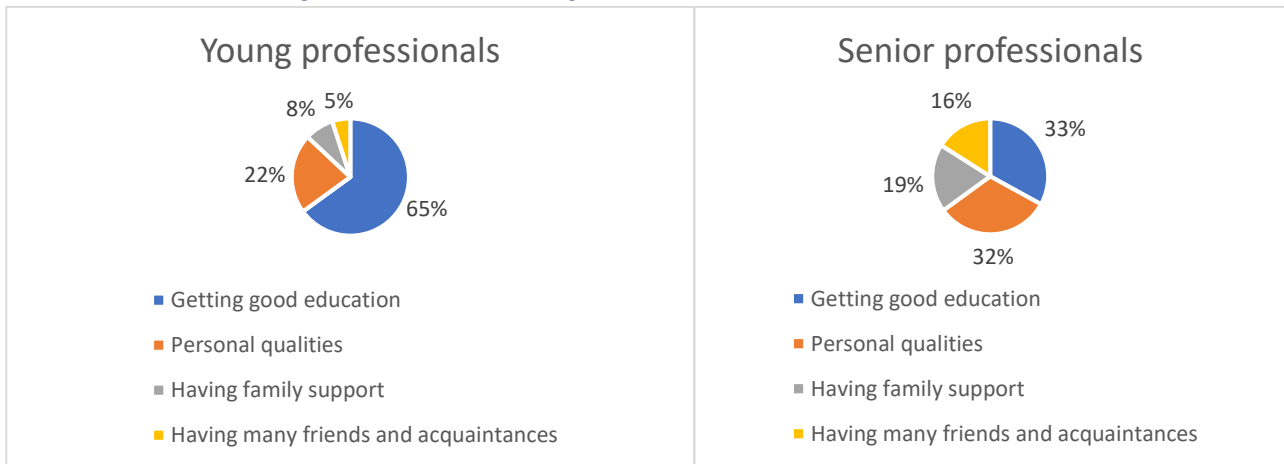 Young professionals
8% 5%
22%
65%
Getting good education
Personal qualities
Having family support
Having many friends and acquaintances
Senior professionals
16%
33%
19%
32%
Getting good education
Personal qualities
Having family support
Having many friends and acquaintances